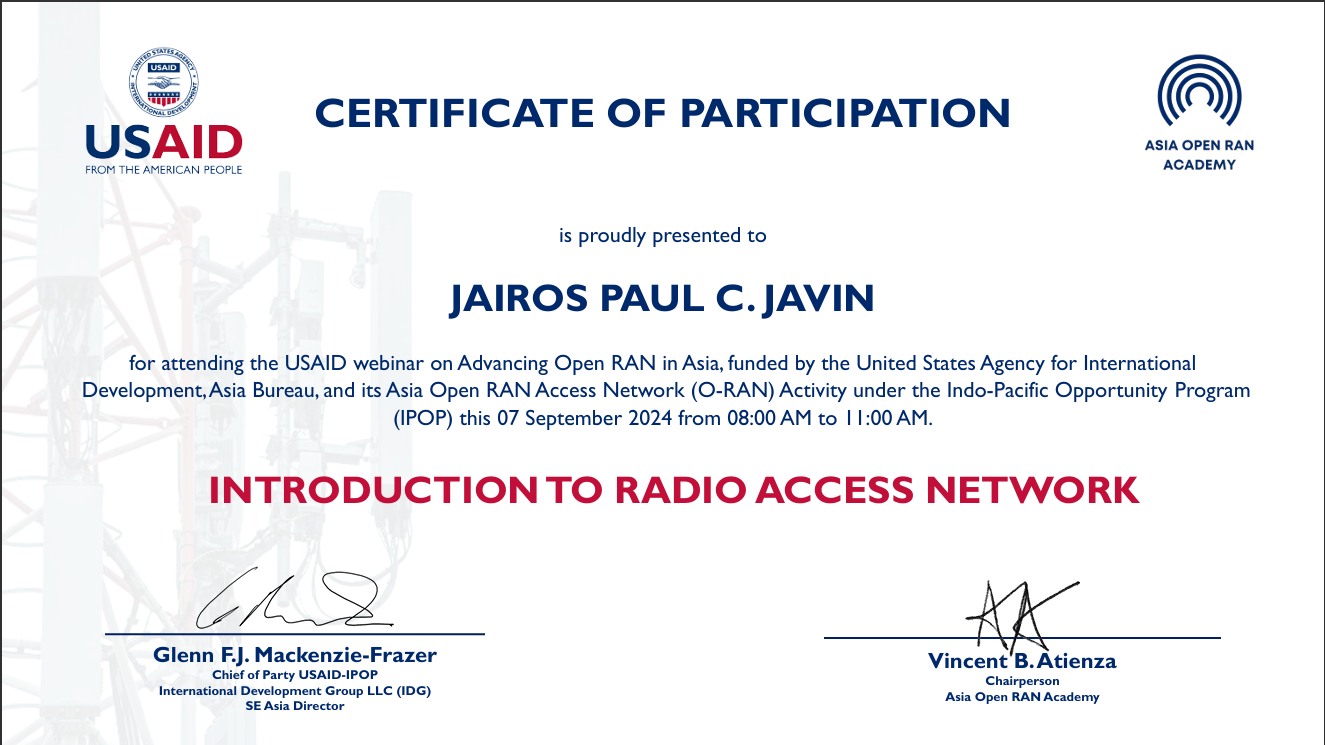 UNITED STATES AGENCY
USAID
INTERNATIONAL DEVELOPMENT
USAID
FROM THE AMERICAN PEOPLE
CERTIFICATE OF PARTICIPATION
ASIA OPEN RAN
ACADEMY
is proudly presented to
JAIROS PAUL C. JAVIN
for attending the USAID webinar on Advancing Open RAN in Asia, funded by the United States Agency for International
Development, Asia Bureau, and its Asia Open RAN Access Network (O-RAN) Activity under the Indo-Pacific Opportunity Program
(IPOP) this 07 September 2024 from 08:00 AM to 11:00 AM.
INTRODUCTION TO RADIO ACCESS NETWORK
Glenn F.J. Mackenzie-Frazer
Chief of Party USAID-IPOP
International Development Group LLC (IDG)
SE Asia Director
Vincent B. Atienza
Chairperson
Asia Open RAN Academy